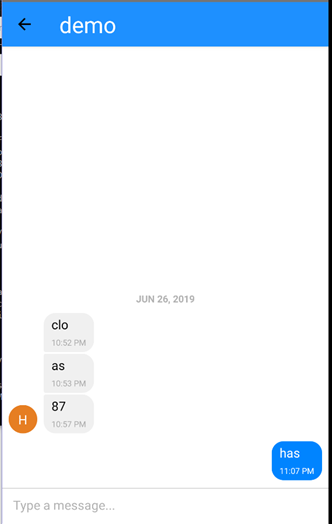 demo
JUN 26, 2019
clo
10:52 PM
as
10:53 PM
87
10:57 PM
H
has
11:07 PM
Type a message...